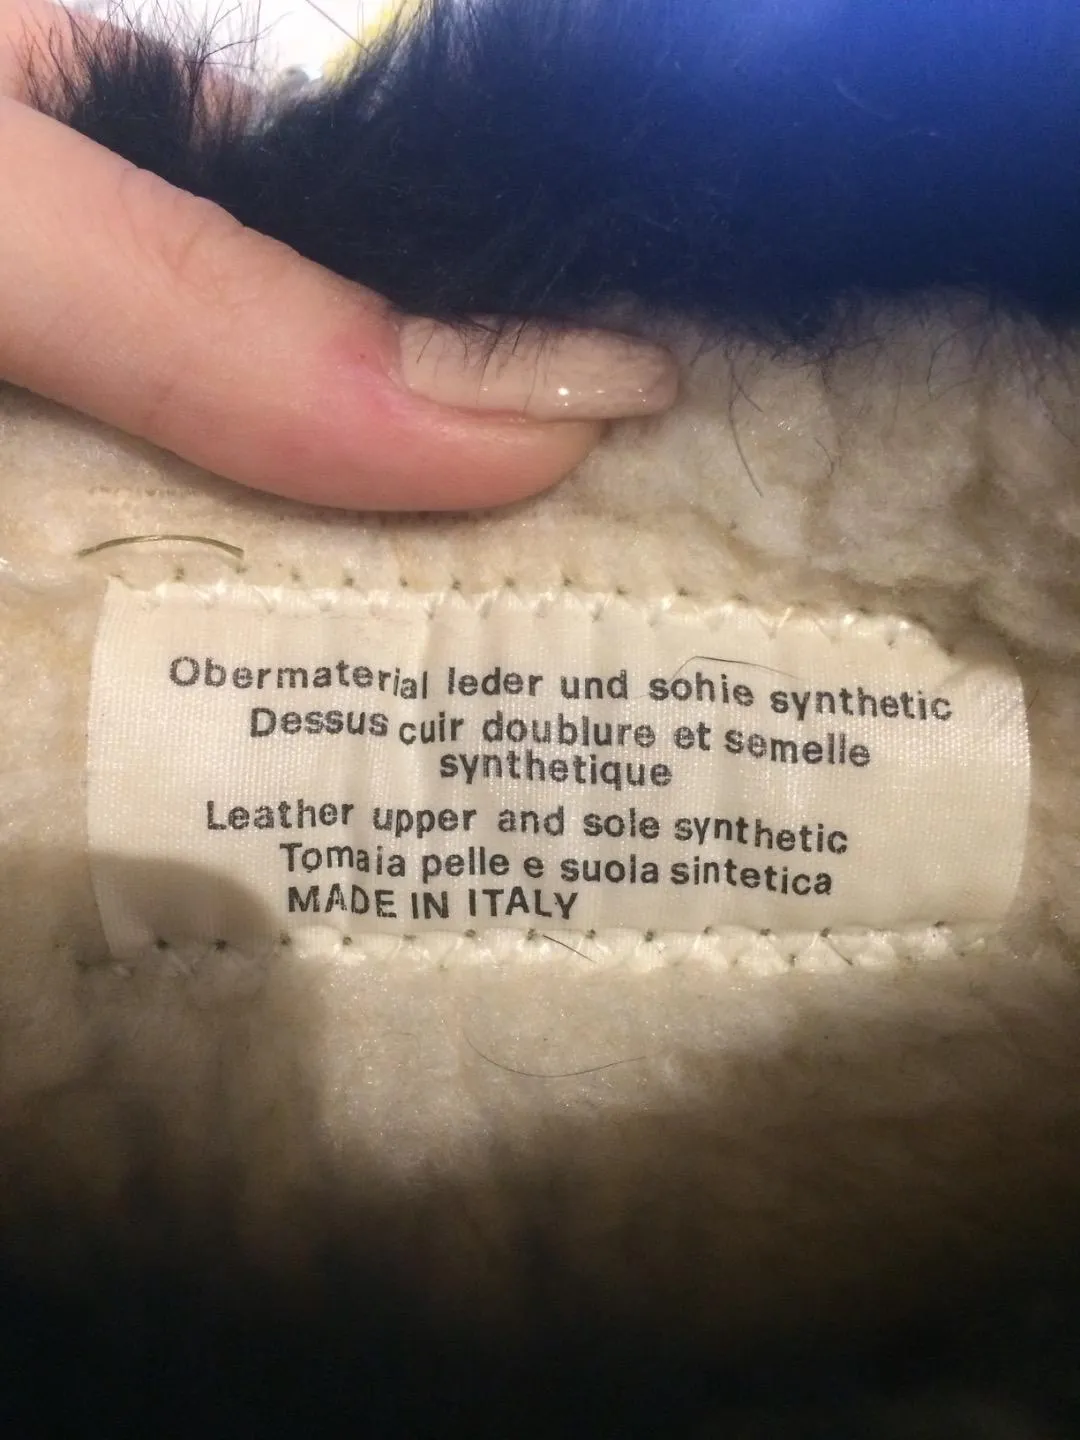 Obermaterial leder und sohie synthetic
Dessus cuir doublure et semelle
synthetique
Leather upper and sole synthetic
Tomaia pelle e suola sintetica
MADE IN ITALY